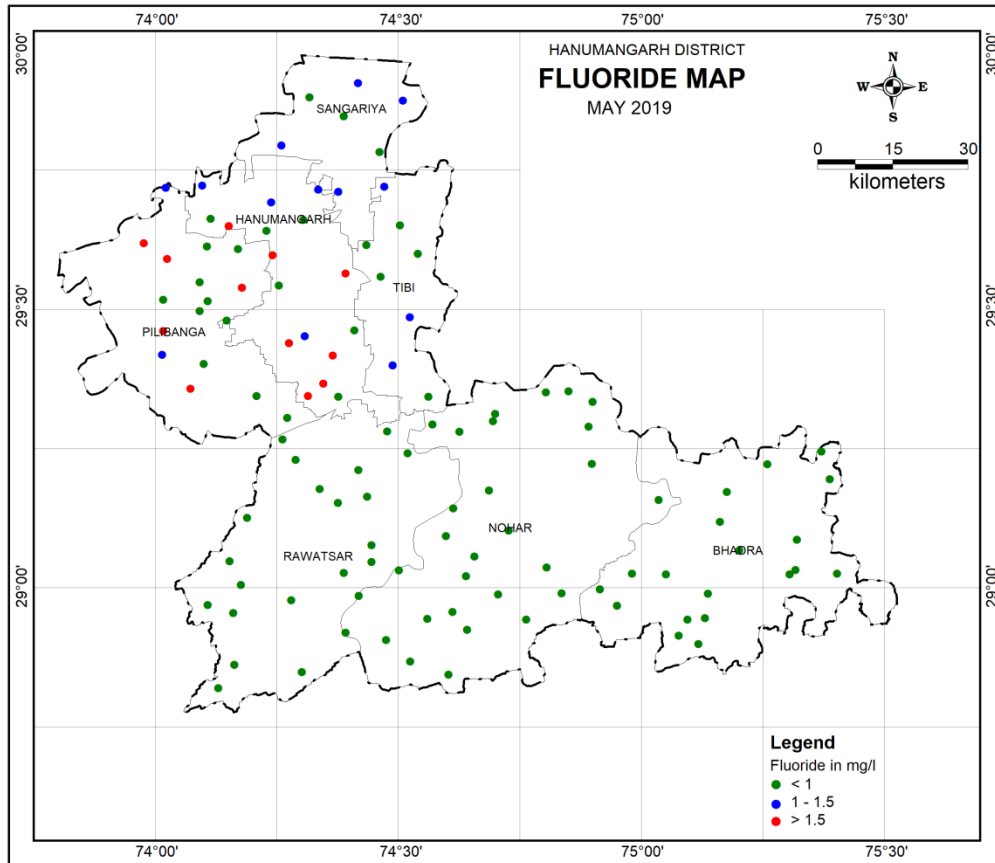 74°00' 74°30' 75°00' 75°30'
30°00' 30°00'
HANUMANGARH DISTRICT
FLUORIDE MAP
MAY 2019
N
W E
S
0 15 30
kilometers
SANGARIYA
HANUMANGARH
TIBI
29°30' 29°30'
PILIBANGA
NOHAR
RAWATSAR
BHADRA
29°00' 29°00'
Legend
Fluoride in mg/l
< 1
1 - 1.5
> 1.5
74°00' 74°30' 75°00' 75°30'